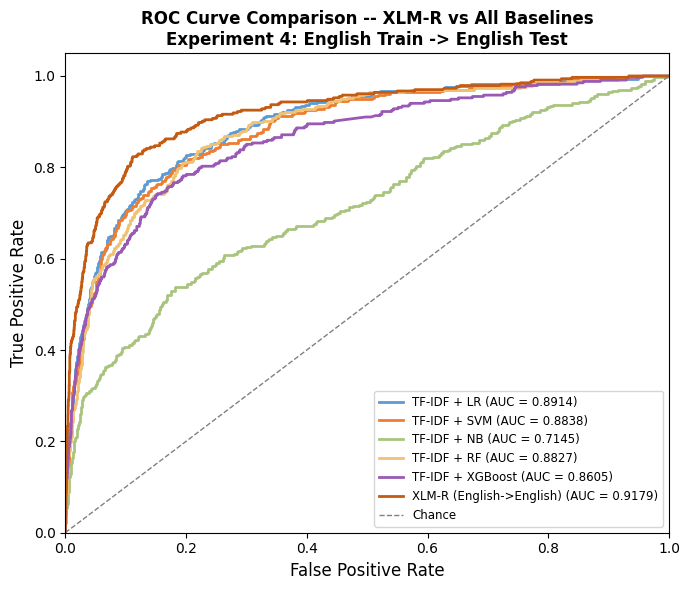 ROC Curve Comparison -- XLM-R vs All Baselines
Experiment 4: English Train -> English Test
True Positive Rate
1.0
0.8
0.6
0.4
0.2
0.0
TF-IDF + LR (AUC = 0.8914)
TF-IDF + SVM (AUC = 0.8838)
TF-IDF + NB (AUC = 0.7145)
TF-IDF + RF (AUC = 0.8827)
TF-IDF + XGBoost (AUC = 0.8605)
XLM-R (English->English) (AUC = 0.9179)
Chance
0.0 0.2 0.4 0.6 0.8 1.0
False Positive Rate